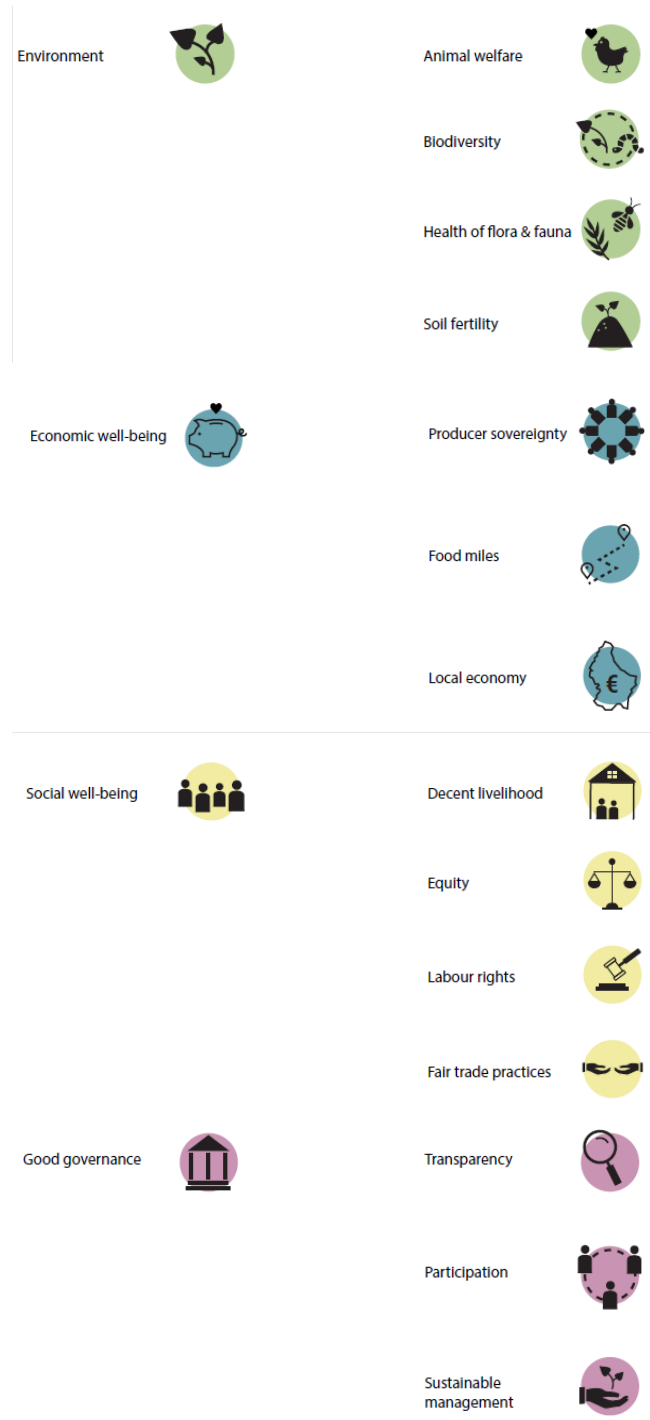 Environment
Animal welfare
Biodiversity
Health of flora & fauna
Soil fertility
Economic well-being
Producer sovereignty
Food miles
Local economy
€
Social well-being
Decent livelihood
Equity
Labour rights
Fair trade practices
Good governance
Transparency
Participation
Sustainable
management